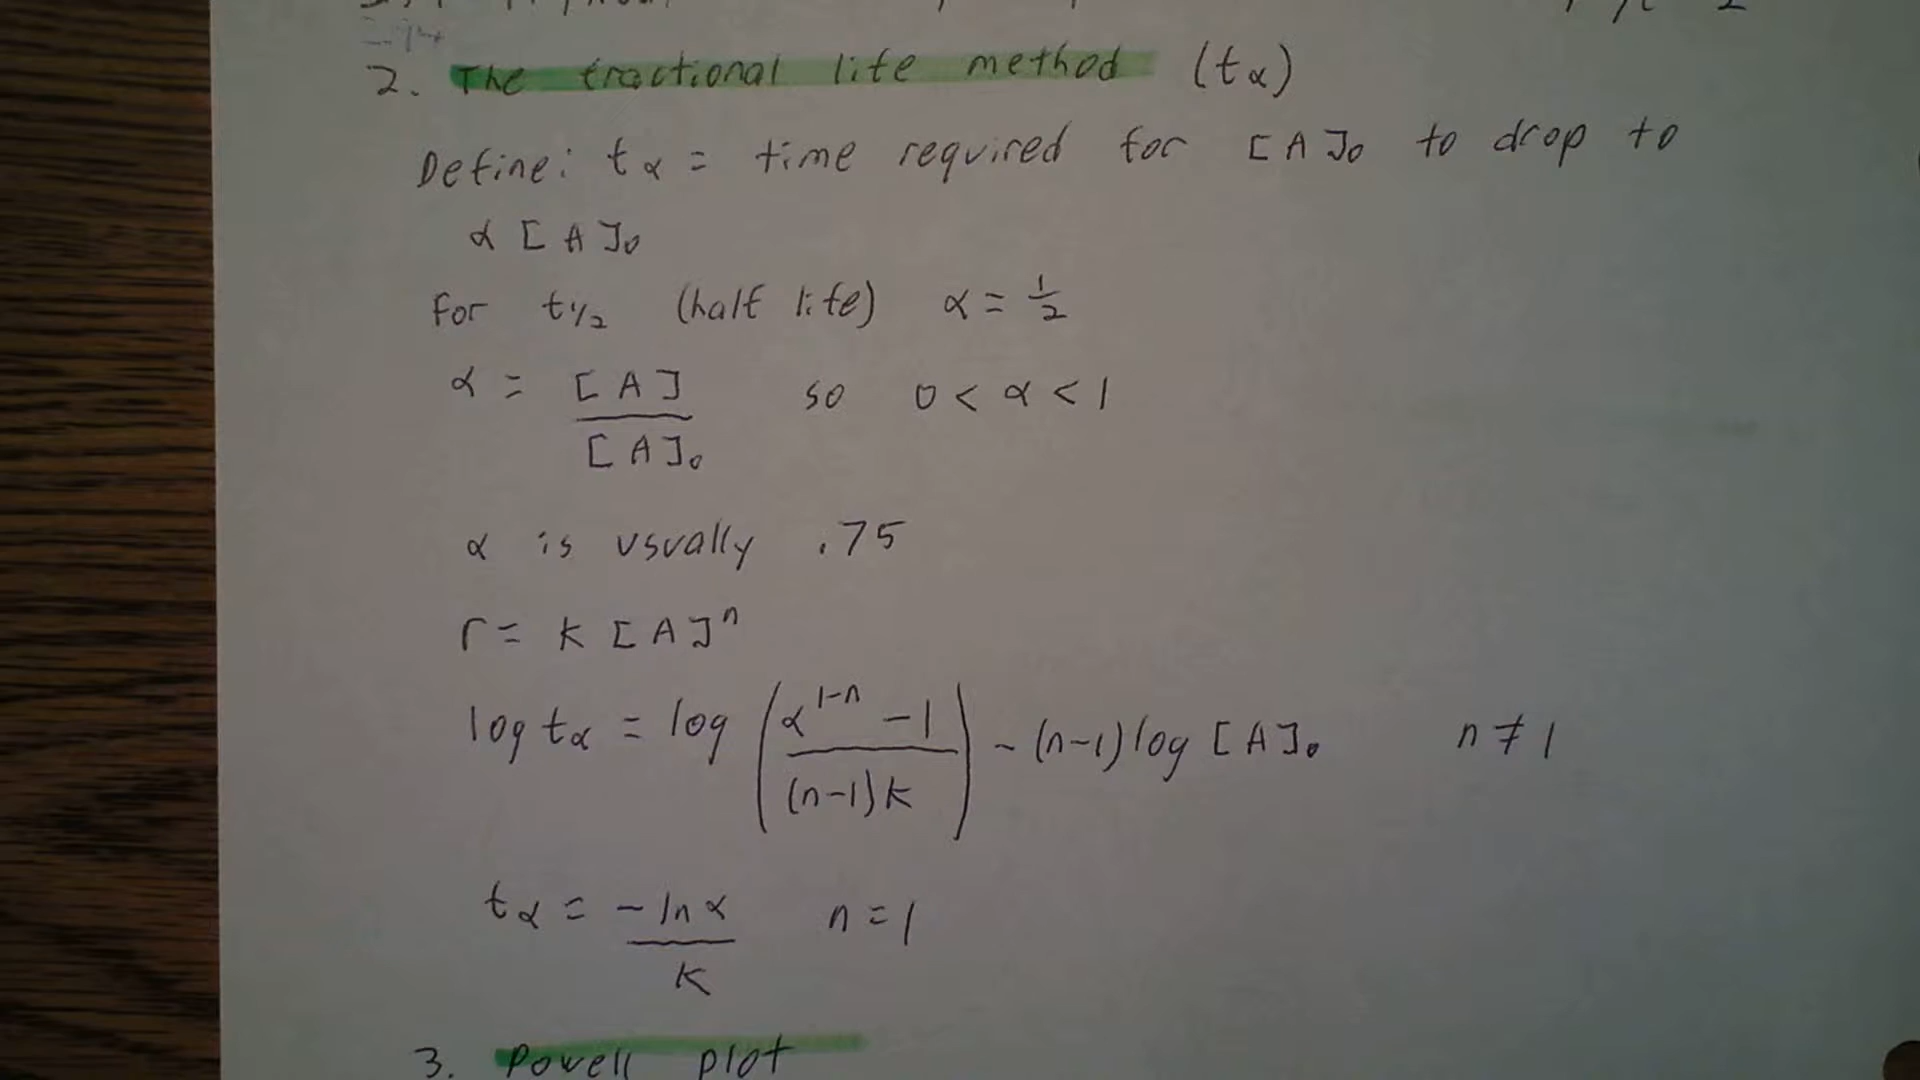 2. The fractional life method (tα)
Define: tα = time required for [A]₀ to drop to
α [A]₀
For t1/2 (half life) α = 1/2
α = [A] / [A]₀ so 0 < α < 1
α is usually .75
r = k [A]ⁿ
log tα = log ( (α^(1-n) - 1) / ((n-1)k) ) - (n-1) log [A]₀ n ≠ 1
tα = -ln α / k n = 1
3. Powell plot